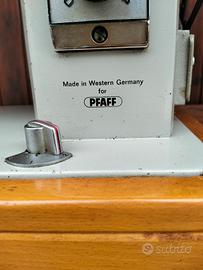 Made in Western Germany
for
PFAFF
subito